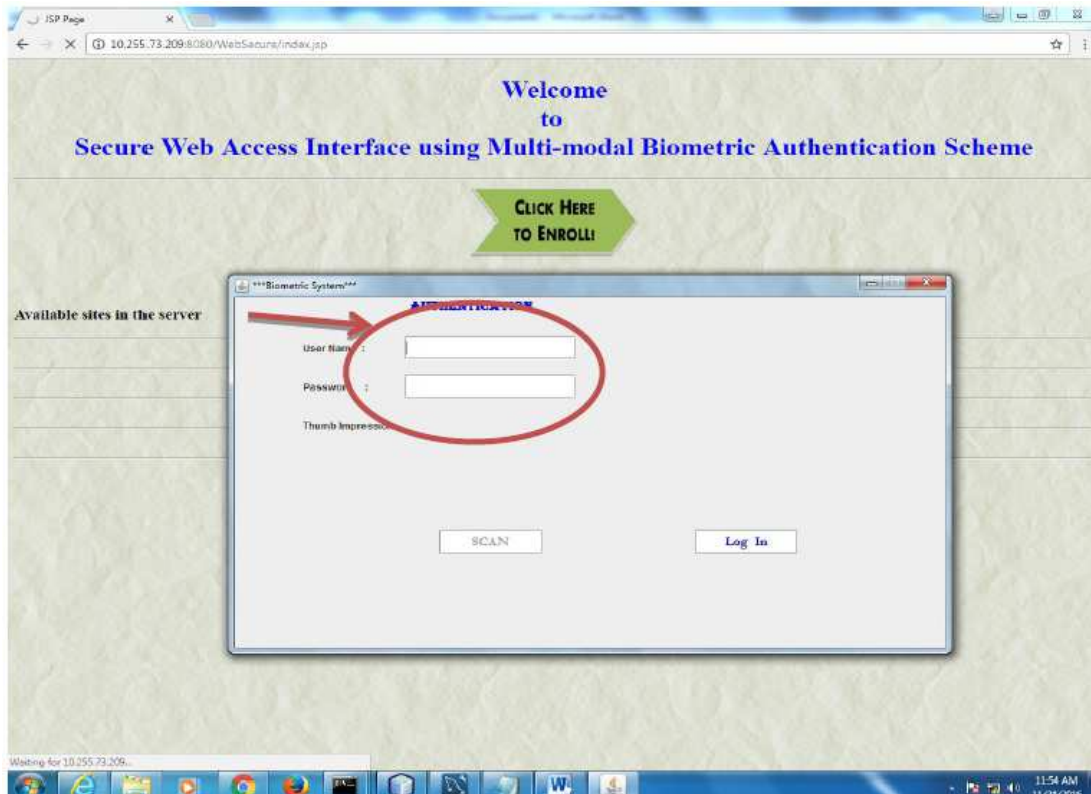 JSP Page
10.255.73.209:8080/WebSecure/index.jsp
Welcome
to
Secure Web Access Interface using Multi-modal Biometric Authentication Scheme
CLICK HERE
TO ENROLL!
***Biometric System***
AUTHENTICATION
Available sites in the server
User Name :
Password :
Thumb Impression
SCAN
Log In
Waiting for 10.255.73.209...
11:54 AM